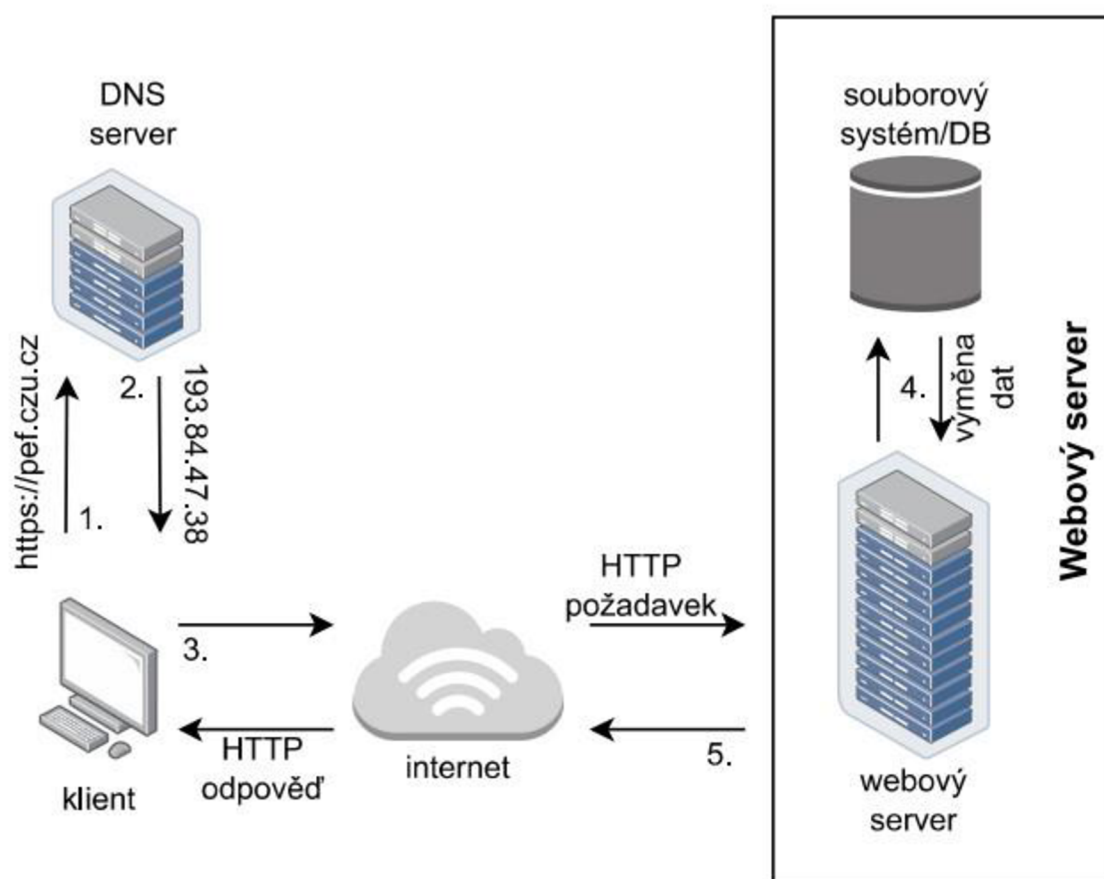 DNS
server
souborový
systém/DB
https://pef.czu.cz
1.
2.
193.84.47.38
4.
výměna
dat
Webový server
HTTP
požadavek
3.
HTTP
odpověď
internet
5.
klient
webový
server